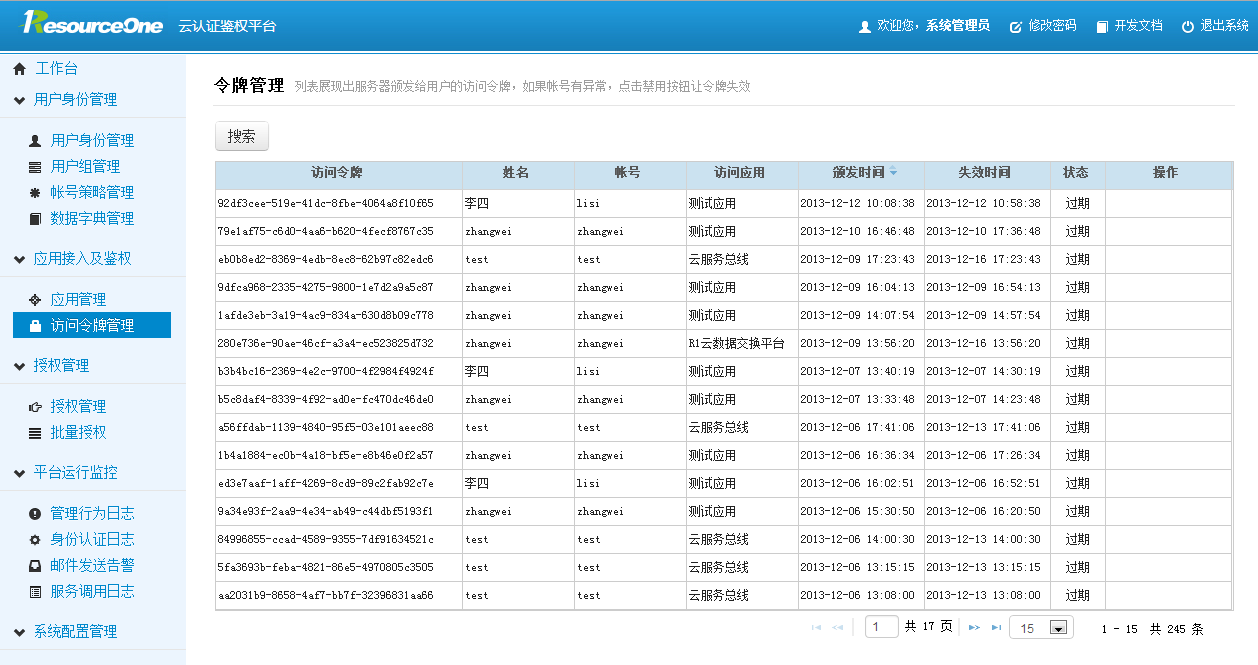 1ResourceOne 云认证鉴权平台 欢迎您，系统管理员 修改密码 开发文档 退出系统
工作台
用户身份管理
用户身份管理
用户组管理
帐号策略管理
数据字典管理
应用接入及鉴权
应用管理
访问令牌管理
授权管理
授权管理
批量授权
平台运行监控
管理行为日志
身份认证日志
邮件发送告警
服务调用日志
系统配置管理
令牌管理 列表展现出服务器颁发给用户的访问令牌，如果帐号有异常，点击禁用按钮让令牌失效
搜索
访问令牌 姓名 帐号 访问应用 颁发时间 失效时间 状态 操作
92df3cee-519e-41dc-8fbe-4064a8f10f65 李四 lisi 测试应用 2013-12-12 10:08:38 2013-12-12 10:58:38 过期
79e1af75-c6d0-4aa6-b620-4fecf8767c35 zhangwei zhangwei 测试应用 2013-12-10 16:46:48 2013-12-10 17:36:48 过期
eb0b8ed2-8369-4edb-8ec8-62b97c82edc6 test test 云服务总线 2013-12-09 17:23:43 2013-12-16 17:23:43 过期
9dfca968-2335-4275-9800-1e7d2a9a5c87 zhangwei zhangwei 测试应用 2013-12-09 16:04:13 2013-12-09 16:54:13 过期
1afde3eb-3a19-4ac9-834a-630d8b09c778 zhangwei zhangwei 测试应用 2013-12-09 14:07:54 2013-12-09 14:57:54 过期
280e736e-90ae-46cf-a3a4-ec523825d732 zhangwei zhangwei R1云数据交换平台 2013-12-09 13:56:20 2013-12-16 13:56:20 过期
b3b4bc16-2369-4e2c-9700-4f2984f4924f 李四 lisi 测试应用 2013-12-07 13:40:19 2013-12-07 14:30:19 过期
b5c8daf4-8339-4f92-ad0e-fc470dc46de0 zhangwei zhangwei 测试应用 2013-12-07 13:33:48 2013-12-07 14:23:48 过期
a56ffdab-1139-4840-95f5-03e101aeec88 test test 云服务总线 2013-12-06 17:41:06 2013-12-13 17:41:06 过期
1b4a1884-ec0b-4a18-bf5e-e8b46e0f2a57 zhangwei zhangwei 测试应用 2013-12-06 16:36:34 2013-12-06 17:26:34 过期
ed3e7aaf-1aff-4269-8cd9-89c2fab92c7e 李四 lisi 测试应用 2013-12-06 16:02:51 2013-12-06 16:52:51 过期
9a34e93f-2aa9-4e34-ab49-c44dbf5193f1 zhangwei zhangwei 测试应用 2013-12-06 15:30:50 2013-12-06 16:20:50 过期
84996855-ccad-4589-9355-7df91634521c test test 云服务总线 2013-12-06 14:00:30 2013-12-13 14:00:30 过期
5fa3693b-feba-4821-86e5-4970805c3505 test test 云服务总线 2013-12-06 13:15:15 2013-12-13 13:15:15 过期
aa2031b9-8658-4af7-bb7f-32396831aa66 test test 云服务总线 2013-12-06 13:08:00 2013-12-13 13:08:00 过期
1 共 17 页 15 1 - 15 共 245 条